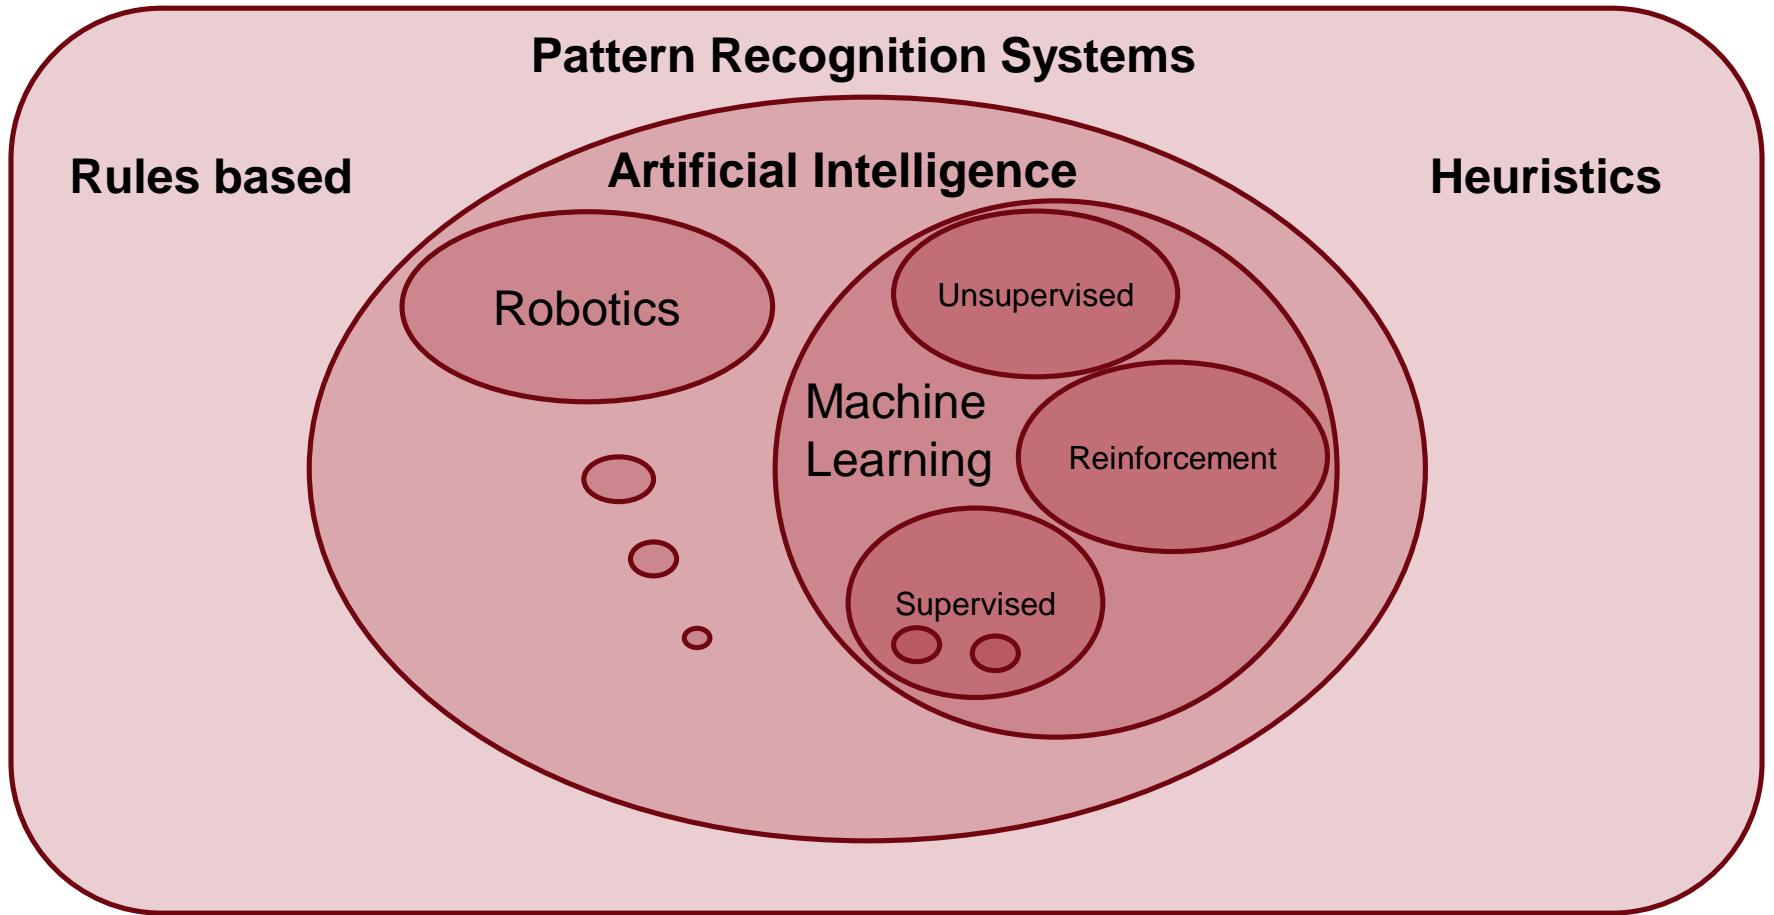 Pattern Recognition Systems
Rules based
Artificial Intelligence
Heuristics
Robotics
Unsupervised
Machine
Learning
Reinforcement
Supervised